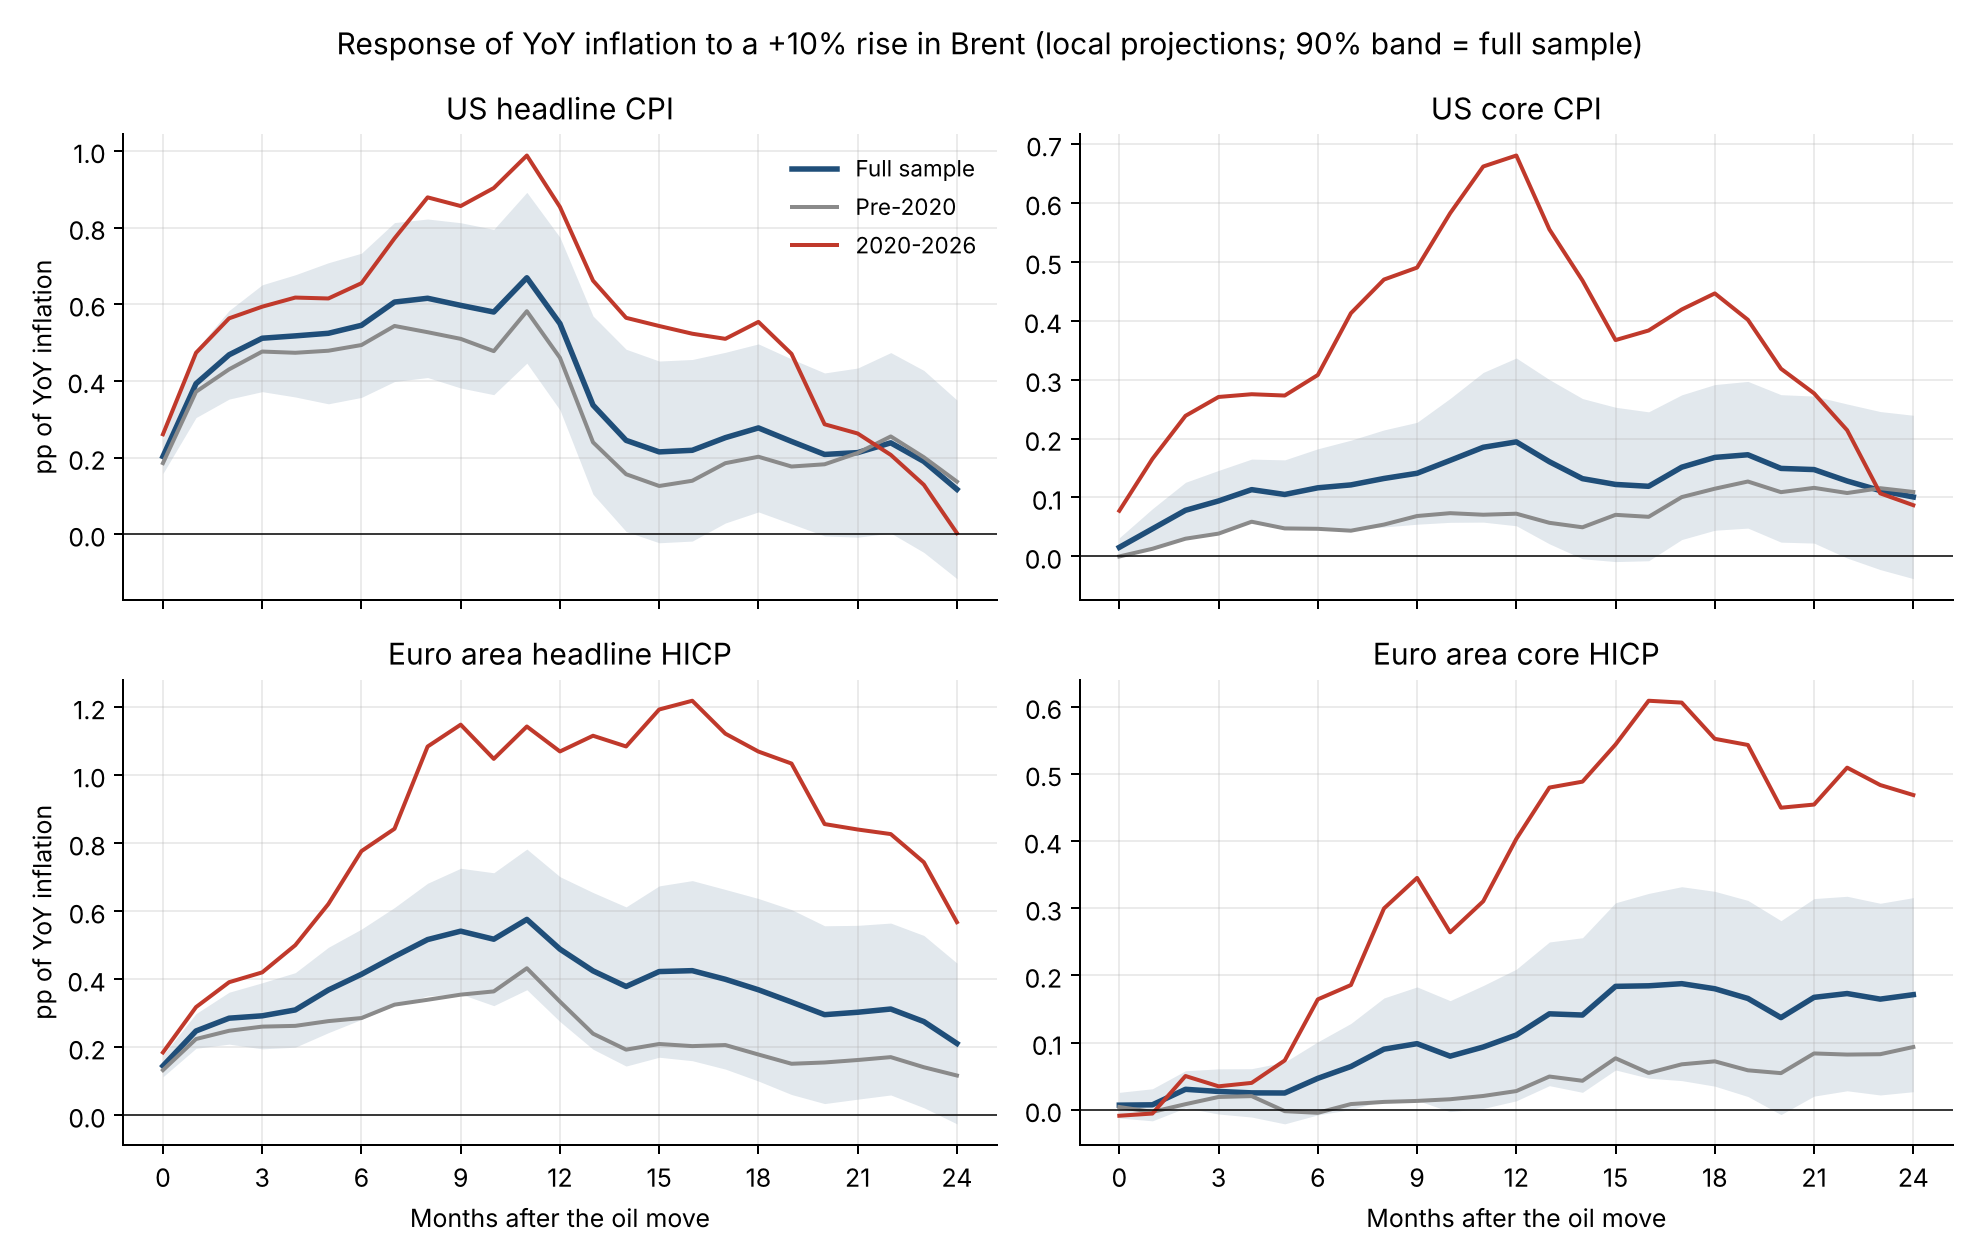 Response of YoY inflation to a +10% rise in Brent (local projections; 90% band = full sample)
US headline CPI
pp of YoY inflation
1.0
0.8
0.6
0.4
0.2
0.0
Full sample
Pre-2020
2020-2026
US core CPI
0.7
0.6
0.5
0.4
0.3
0.2
0.1
0.0
Euro area headline HICP
pp of YoY inflation
1.2
1.0
0.8
0.6
0.4
0.2
0.0
0 3 6 9 12 15 18 21 24
Months after the oil move
Euro area core HICP
0.6
0.5
0.4
0.3
0.2
0.1
0.0
0 3 6 9 12 15 18 21 24
Months after the oil move